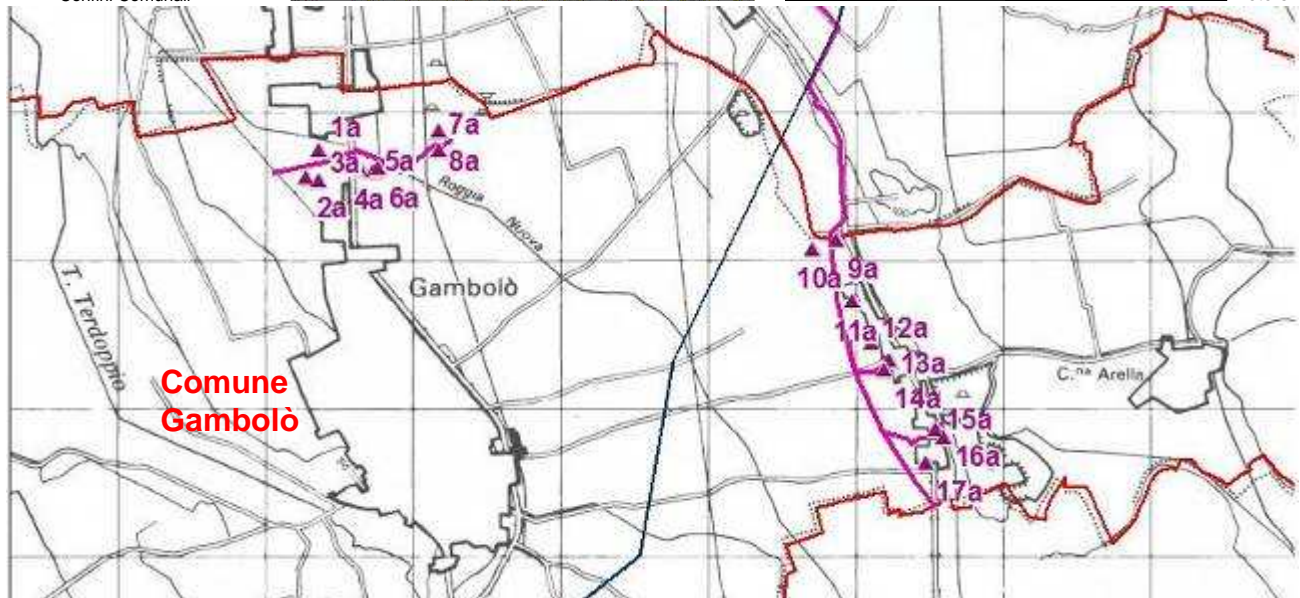 1a
7a
3a
5a
8a
2a
4a
6a
Roggia
Nuova
T. Terdoppio
Gambolò
10a
9a
11a
12a
13a
C.na Arella
14a
Comune
Gambolò
15a
16a
17a